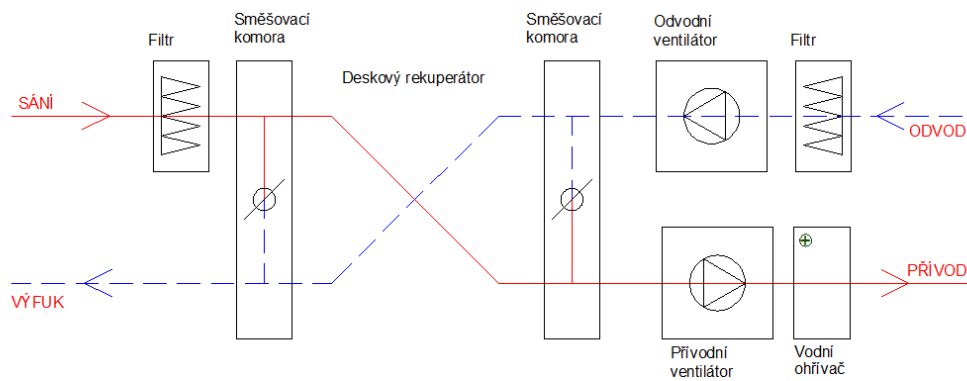 Směšovací
komora
Filtr
Směšovací
komora
Odvodní
ventilátor
Filtr
Deskový rekuperátor
SÁNÍ
ODVOD
VÝFUK
PŘÍVOD
Přívodní
ventilátor
Vodní
ohřívač